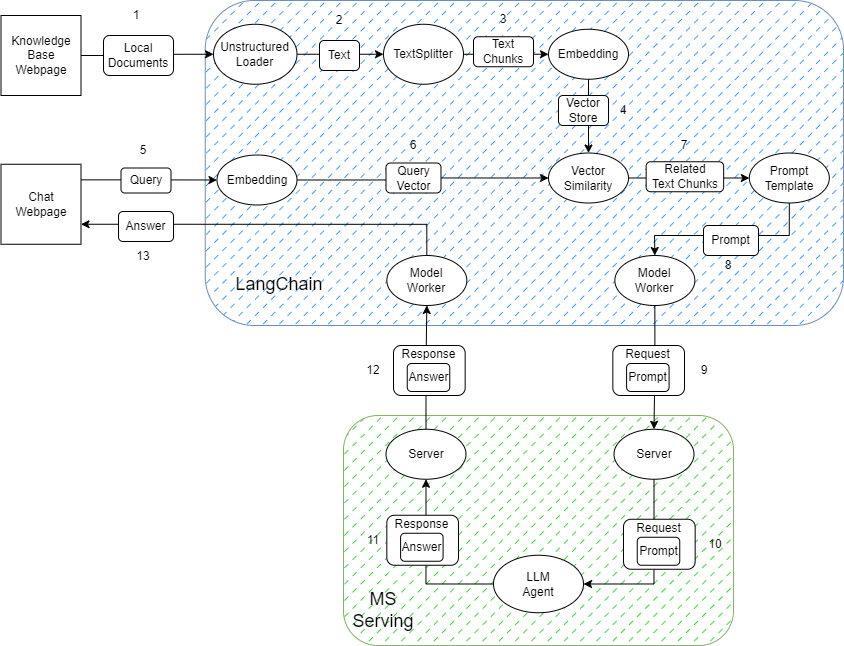 1
2
3
Knowledge
Base
Webpage
Local
Documents
Unstructured
Loader
Text
TextSplitter
Text
Chunks
Embedding
Vector
Store
4
5
6
7
Chat
Webpage
Query
Embedding
Query
Vector
Vector
Similarity
Related
Text Chunks
Prompt
Template
Answer
13
Prompt
8
LangChain
Model
Worker
Model
Worker
12
Response
Answer
Request
Prompt
9
Server
Server
11
Response
Answer
Request
Prompt
10
LLM
Agent
MS
Serving